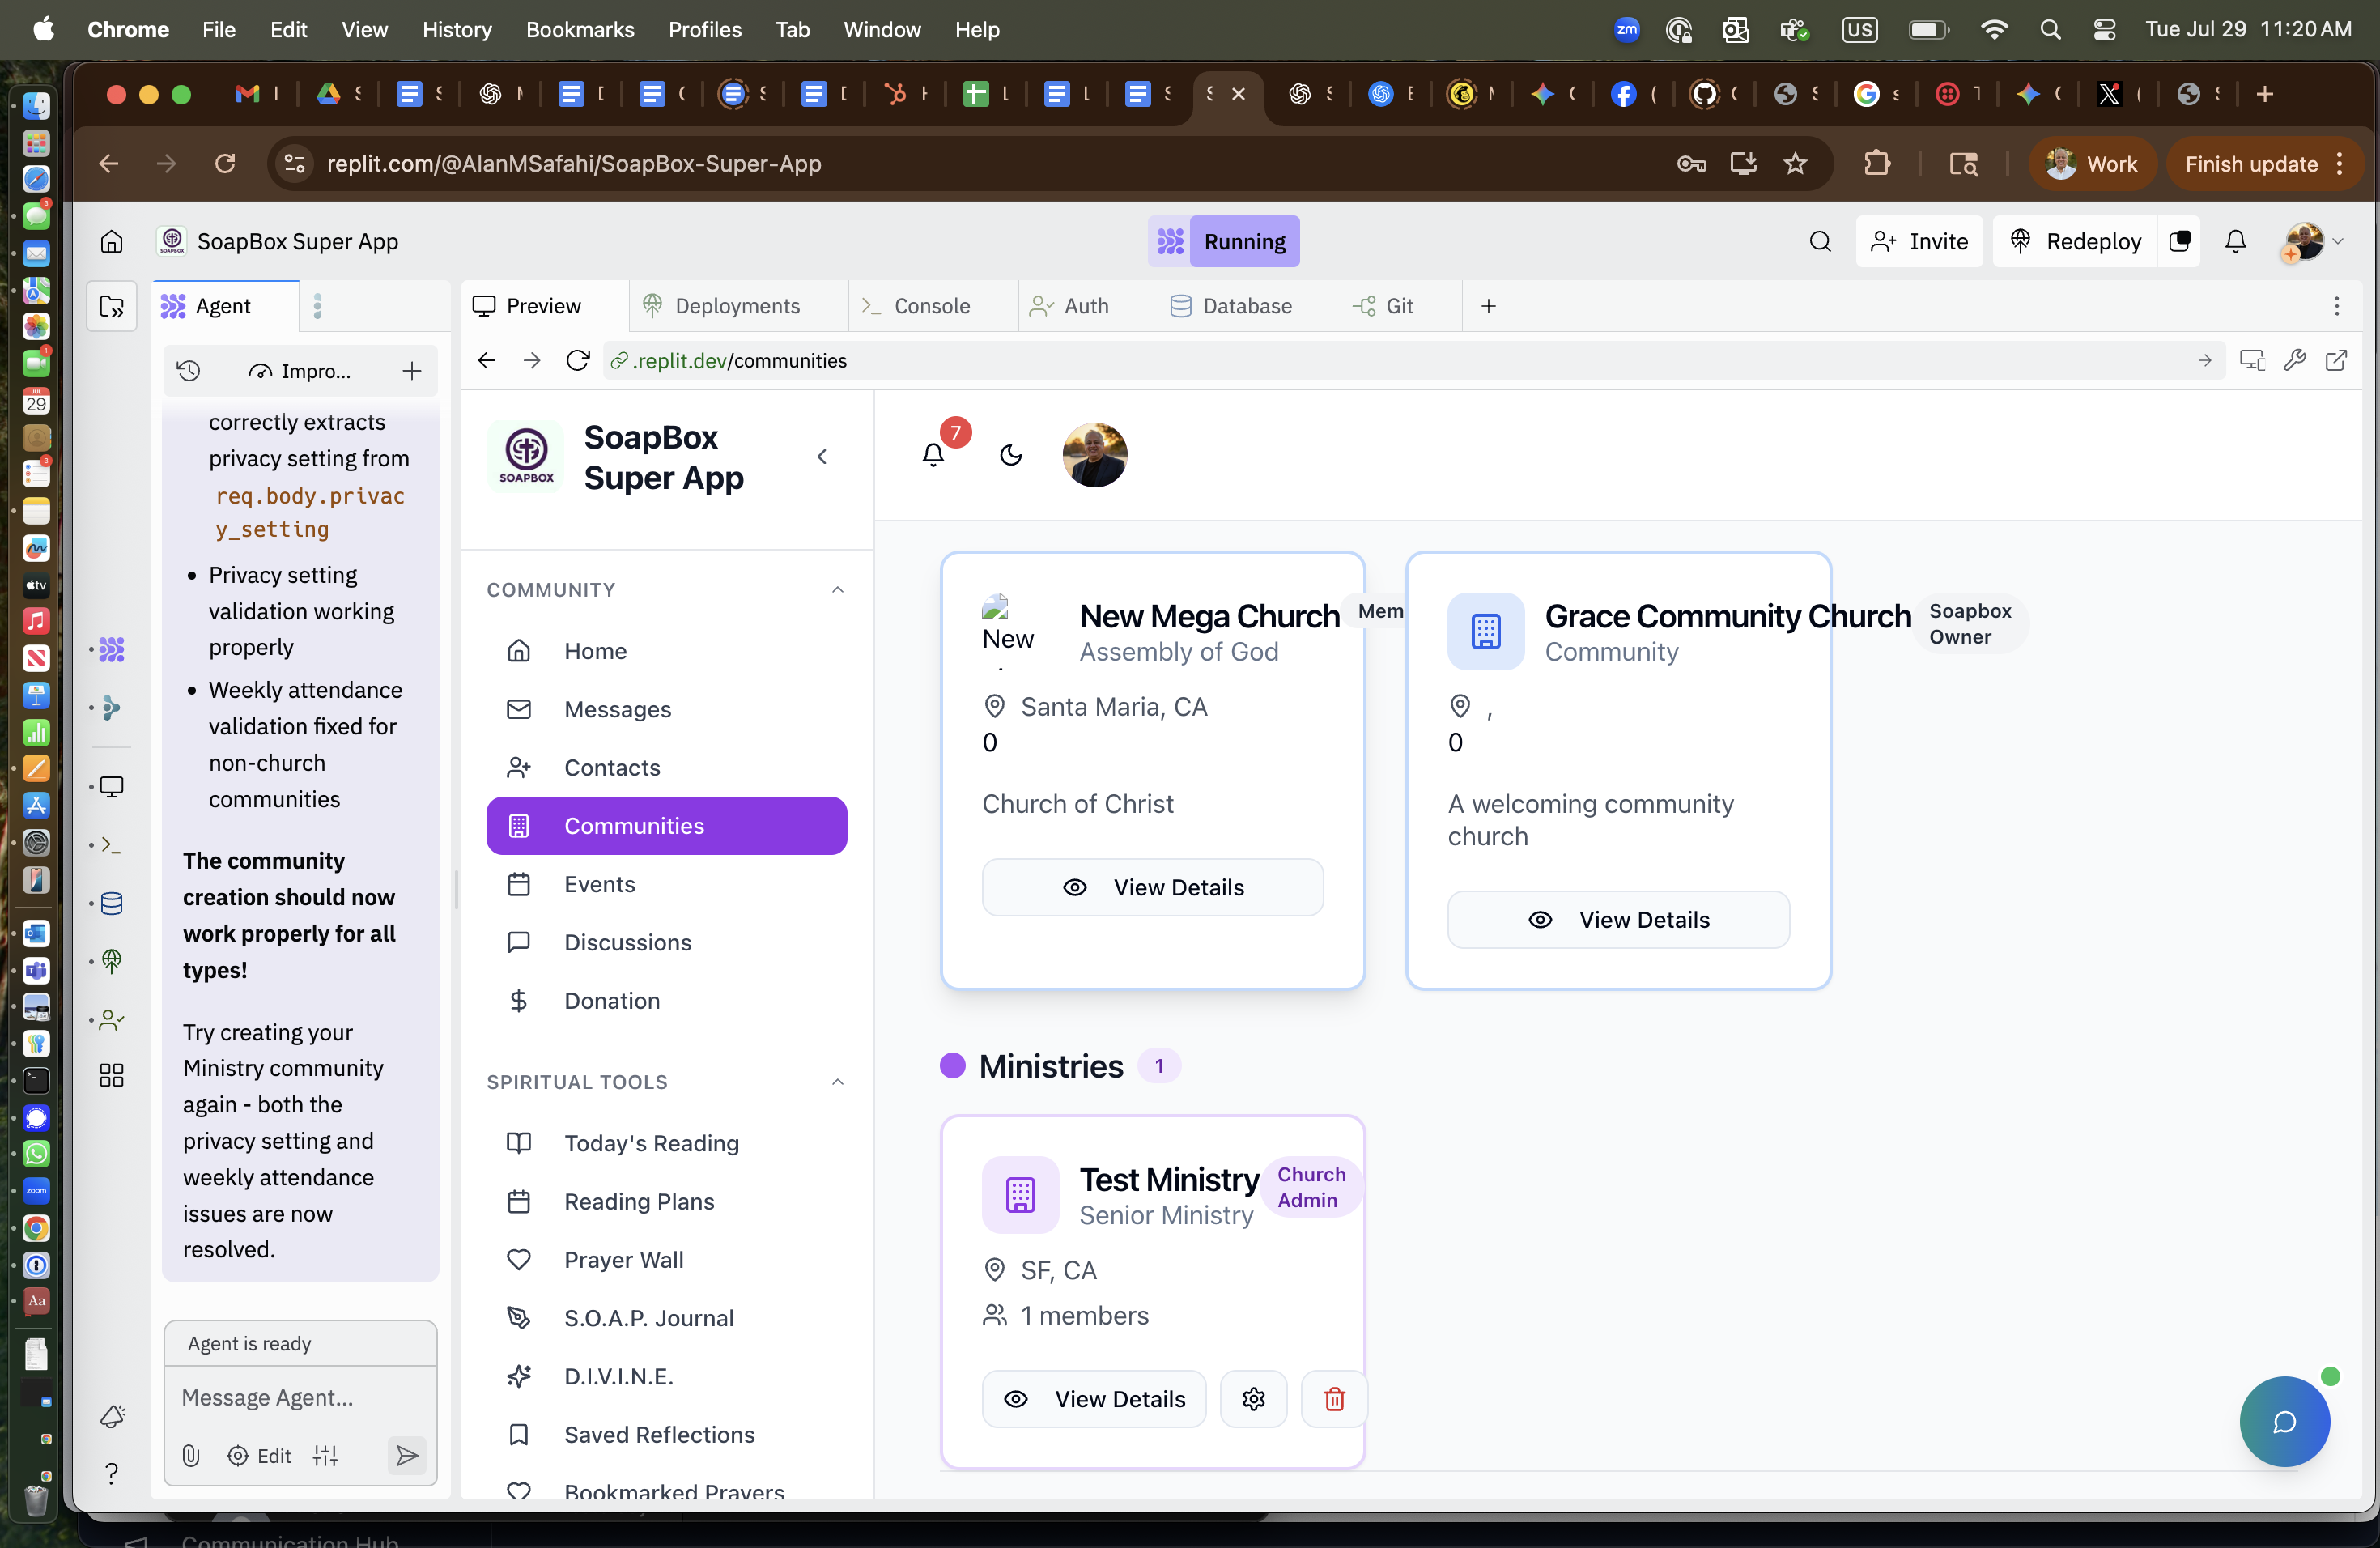 Chrome File Edit View History Bookmarks Profiles Tab Window Help
zm US Tue Jul 29 11:20 AM
replit.com/@AlanMSafahi/SoapBox-Super-App
Work
Finish update
SoapBox Super App
Running
Invite
Redeploy
Agent
Preview
Deployments
Console
Auth
Database
Git
Impro...
.replit.dev/communities
correctly extracts
privacy setting from
req.body.privac
y_setting
• Privacy setting
validation working
properly
• Weekly attendance
validation fixed for
non-church
communities
The community
creation should now
work properly for all
types!
Try creating your
Ministry community
again - both the
privacy setting and
weekly attendance
issues are now
resolved.
Agent is ready
Message Agent...
Edit
SOAPBOX
SoapBox
Super App
7
COMMUNITY
Home
Messages
Contacts
Communities
Events
Discussions
Donation
SPIRITUAL TOOLS
Today's Reading
Reading Plans
Prayer Wall
S.O.A.P. Journal
D.I.V.I.N.E.
Saved Reflections
Bookmarked Prayers
New
New Mega Church
Mem
Assembly of God
Santa Maria, CA
0
Church of Christ
View Details
Grace Community Church
Soapbox
Owner
Community
,
0
A welcoming community
church
View Details
Ministries 1
Test Ministry
Church
Admin
Senior Ministry
SF, CA
1 members
View Details
Communication Hub